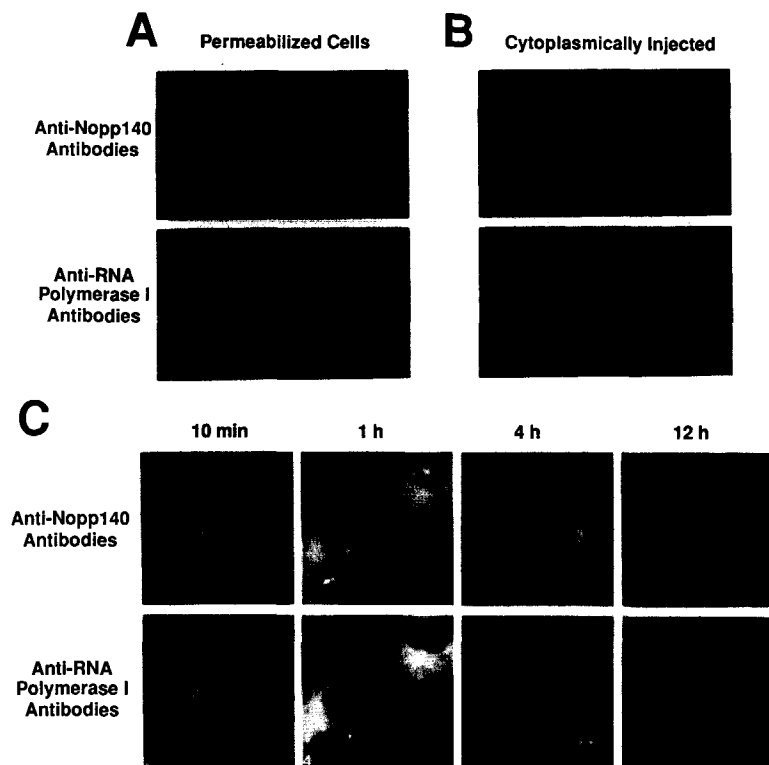 A
Permeabilized Cells
B
Cytoplasmically Injected
Anti-Nopp140
Antibodies
Anti-RNA
Polymerase I
Antibodies
C
10 min
1 h
4 h
12 h
Anti-Nopp140
Antibodies
Anti-RNA
Polymerase I
Antibodies